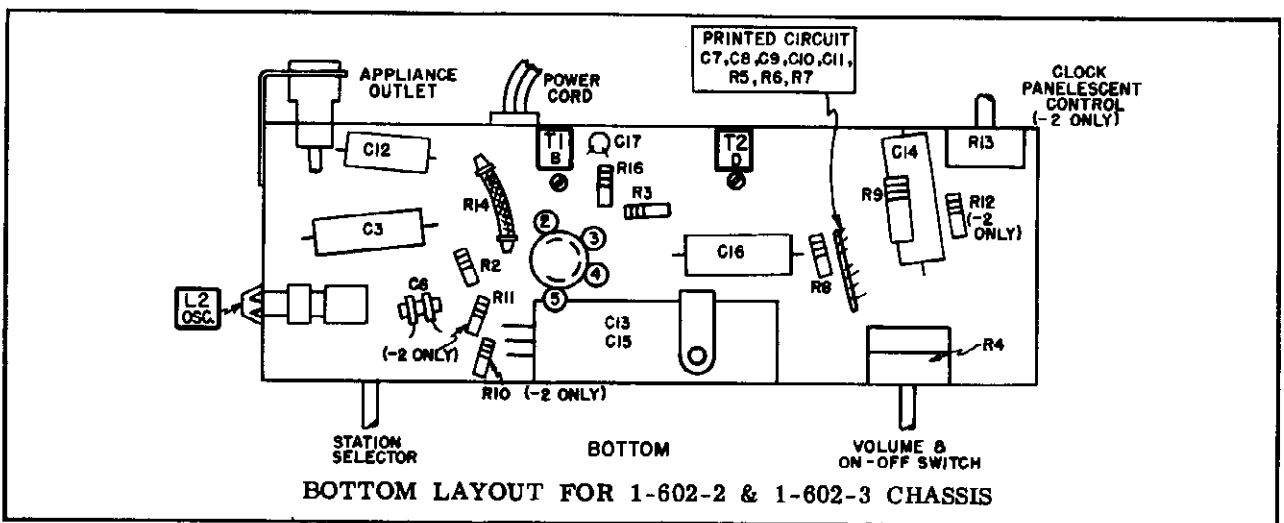 PRINTED CIRCUIT
C7,C8,C9,C10,C11,
R5,R6,R7
APPLIANCE
OUTLET
POWER
CORD
CLOCK
PANELESCENT
CONTROL
(-2 ONLY)
C12
T1
B
C17
T2
D
C14
R13
R16
R14
R3
R9
R12
(-2
ONLY)
C3
2
3
C16
R2
4
R8
L2
OSC.
C6
R11
5
C13
C15
(-2 ONLY)
R4
R10 (-2 ONLY)
STATION
SELECTOR
BOTTOM
VOLUME &
ON-OFF SWITCH
BOTTOM LAYOUT FOR 1-602-2 & 1-602-3 CHASSIS